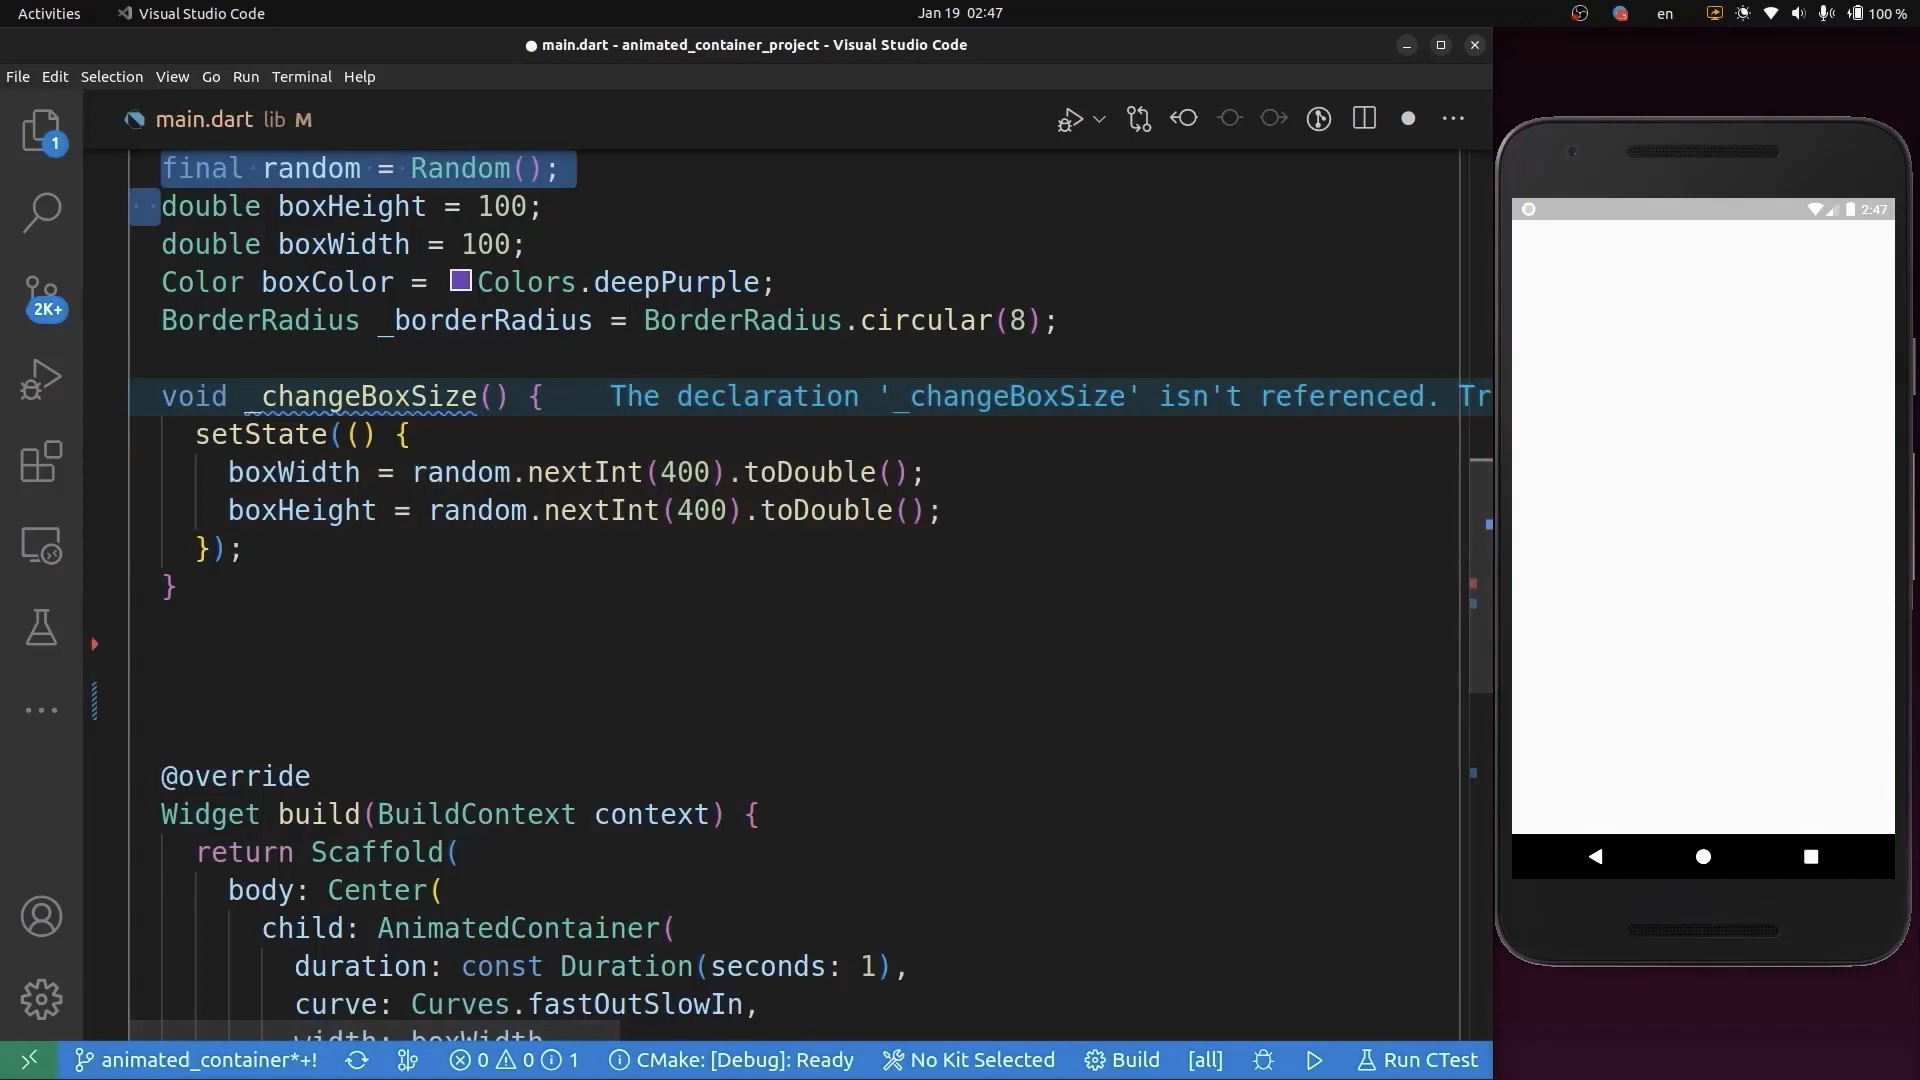 Activities Visual Studio Code Jan 19 02:47 en 100 %
main.dart - animated_container_project - Visual Studio Code
File Edit Selection View Go Run Terminal Help
main.dart lib M
1
2K+
final random = Random();
double boxHeight = 100;
double boxWidth = 100;
Color boxColor = Colors.deepPurple;
BorderRadius _borderRadius = BorderRadius.circular(8);
void _changeBoxSize() { The declaration '_changeBoxSize' isn't referenced. Tr
setState(() {
boxWidth = random.nextInt(400).toDouble();
boxHeight = random.nextInt(400).toDouble();
});
}
@override
Widget build(BuildContext context) {
return Scaffold(
body: Center(
child: AnimatedContainer(
duration: const Duration(seconds: 1),
curve: Curves.fastOutSlowIn,
width: boxWidth
animated_container*+! 0 0 1 CMake: [Debug]: Ready No Kit Selected Build [all] Run CTest
2:47